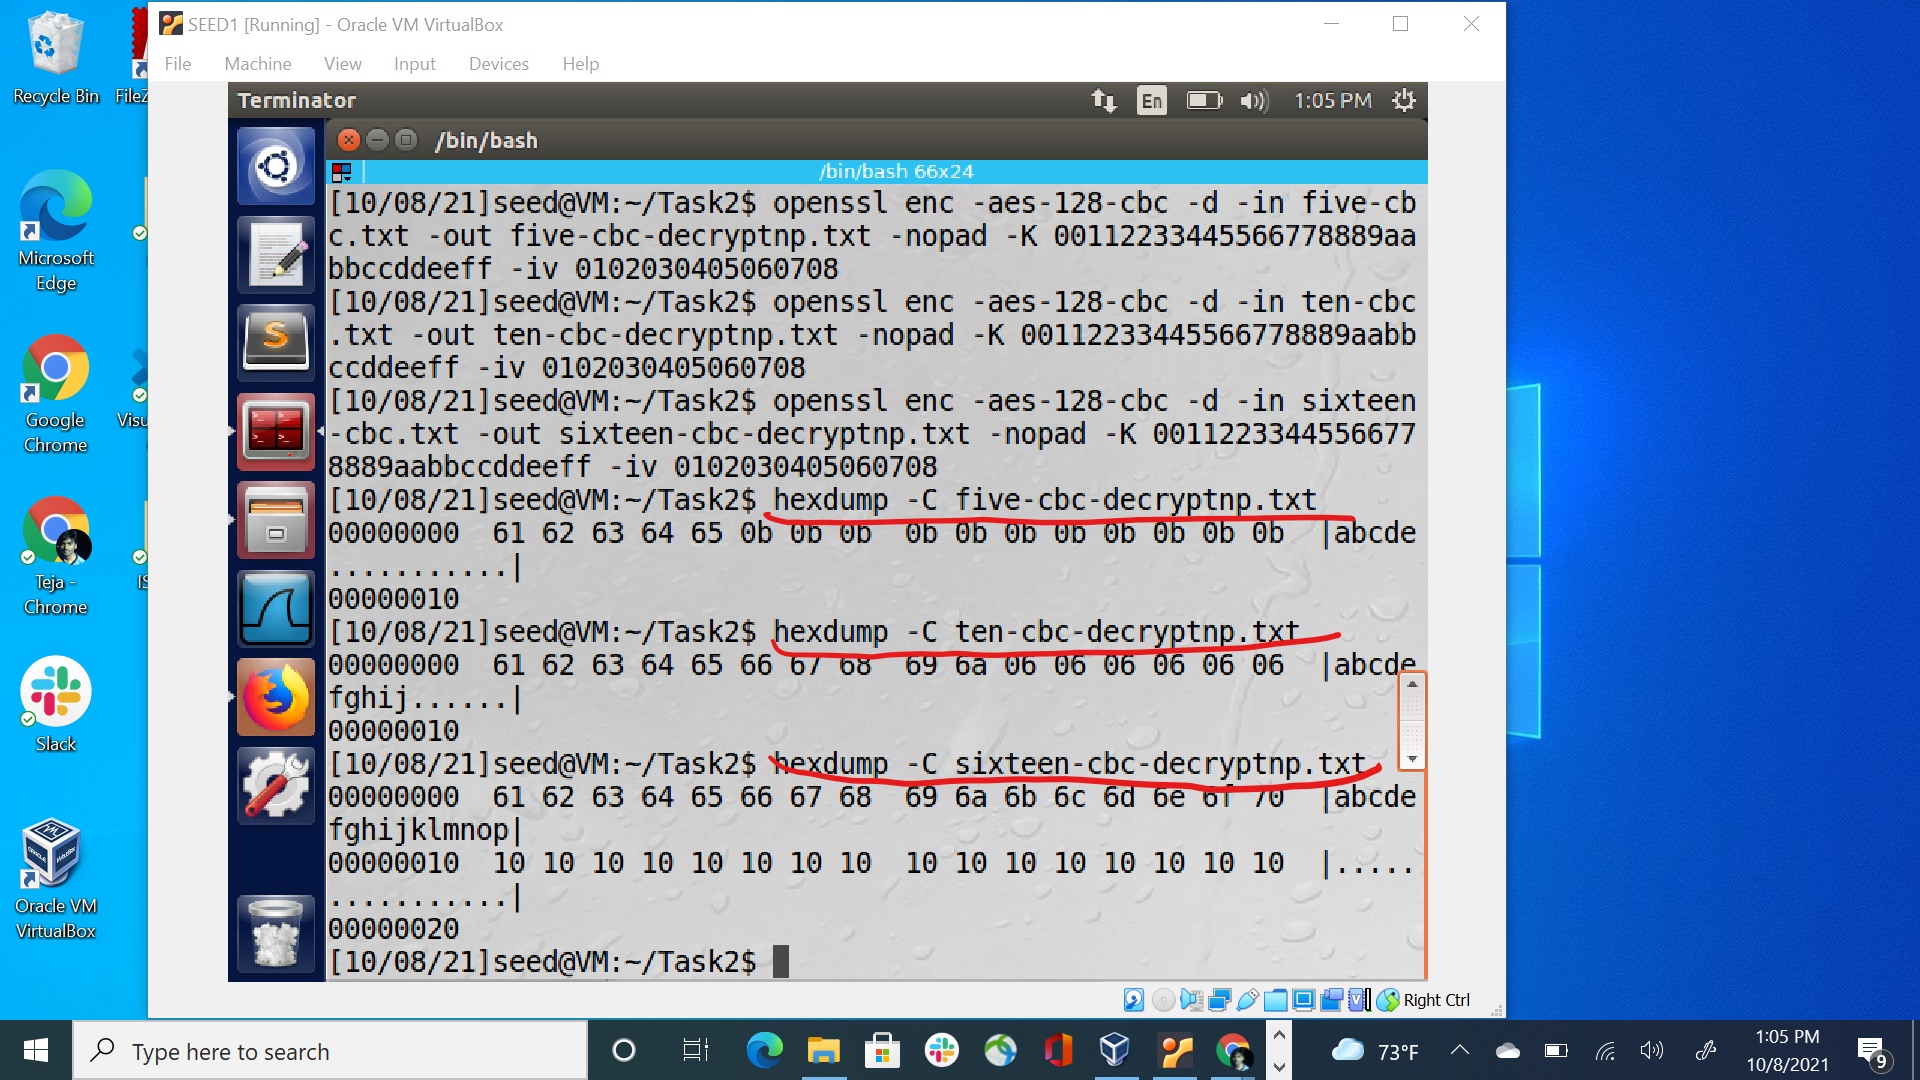 SEED1 [Running] - Oracle VM VirtualBox
File Machine View Input Devices Help
Terminator
En
1:05 PM
/bin/bash
/bin/bash 66x24
[10/08/21]seed@VM:~/Task2$ openssl enc -aes-128-cbc -d -in five-cb
c.txt -out five-cbc-decryptnp.txt -nopad -K 00112233445566778889aa
bbccddeeff -iv 0102030405060708
[10/08/21]seed@VM:~/Task2$ openssl enc -aes-128-cbc -d -in ten-cbc
.txt -out ten-cbc-decryptnp.txt -nopad -K 00112233445566778889aabb
ccddeeff -iv 0102030405060708
[10/08/21]seed@VM:~/Task2$ openssl enc -aes-128-cbc -d -in sixteen
-cbc.txt -out sixteen-cbc-decryptnp.txt -nopad -K 0011223344556677
8889aabbccddeeff -iv 0102030405060708
[10/08/21]seed@VM:~/Task2$ hexdump -C five-cbc-decryptnp.txt
00000000  61 62 63 64 65 0b 0b 0b  0b 0b 0b 0b 0b 0b 0b 0b  |abcde
...........|
00000010
[10/08/21]seed@VM:~/Task2$ hexdump -C ten-cbc-decryptnp.txt
00000000  61 62 63 64 65 66 67 68  69 6a 06 06 06 06 06 06  |abcde
fghij......|
00000010
[10/08/21]seed@VM:~/Task2$ hexdump -C sixteen-cbc-decryptnp.txt
00000000  61 62 63 64 65 66 67 68  69 6a 6b 6c 6d 6e 6f 70  |abcde
fghijklmnop|
00000010  10 10 10 10 10 10 10 10  10 10 10 10 10 10 10 10  |.....
...........|
00000020
[10/08/21]seed@VM:~/Task2$
Right Ctrl
Recycle Bin
FileZ
Microsoft
Edge
Google
Chrome
Visu
Teja -
Chrome
IS
Slack
Oracle VM
VirtualBox
Type here to search
73°F
1:05 PM
10/8/2021
9